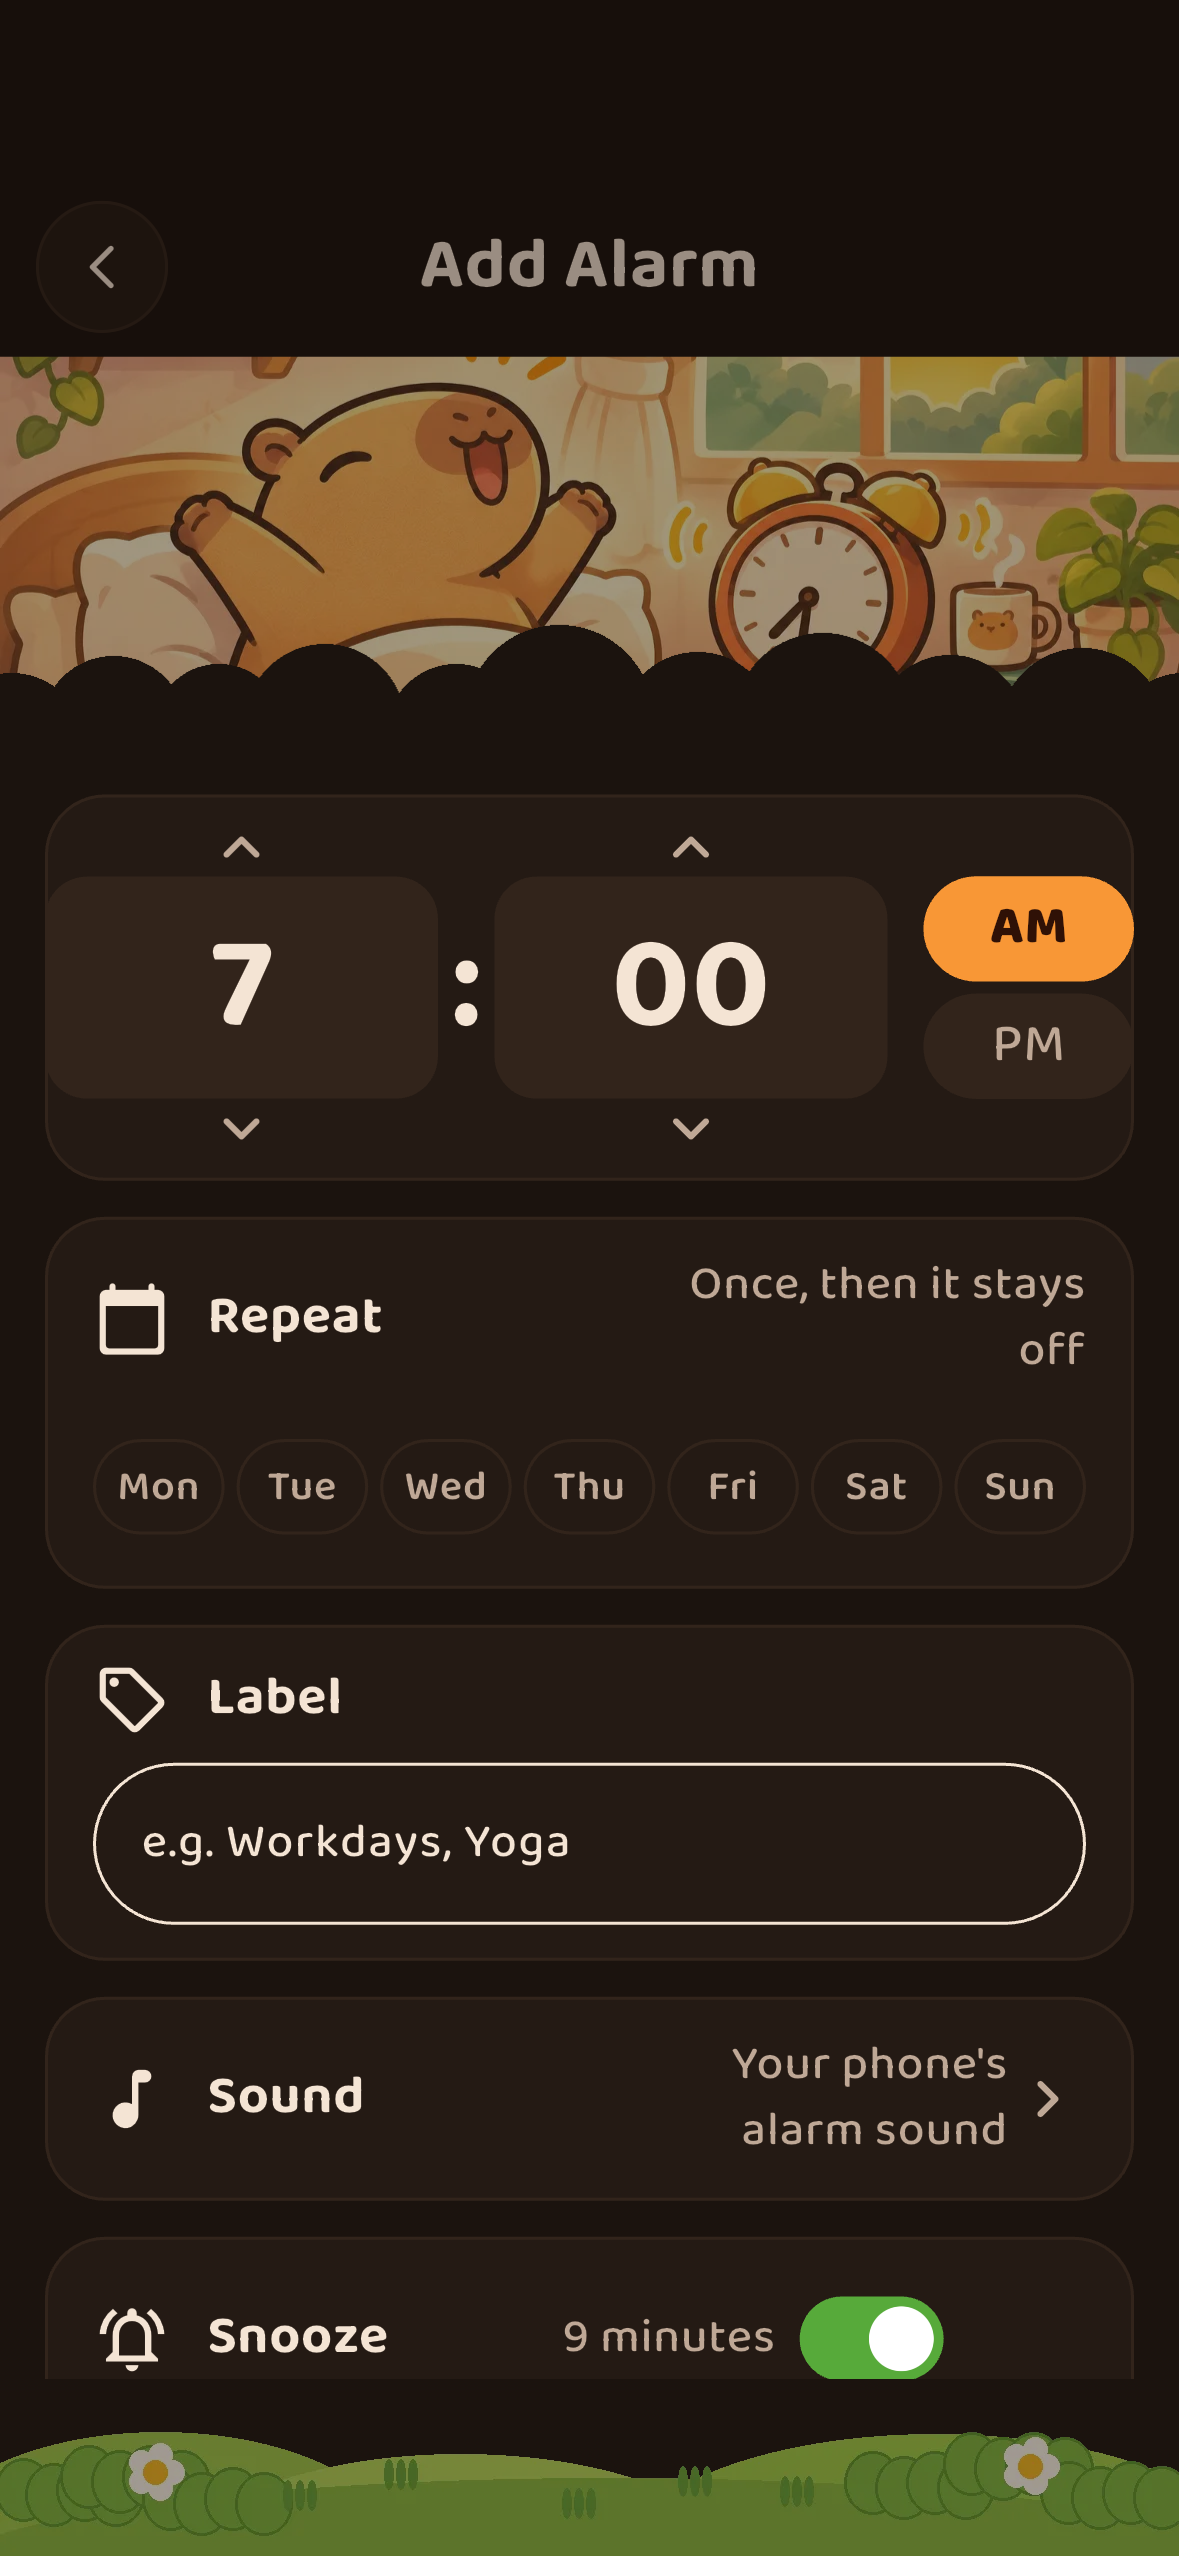 Add Alarm
7 : 00
AM
PM
Repeat
Once, then it stays
off
Mon Tue Wed Thu Fri Sat Sun
Label
e.g. Workdays, Yoga
Sound
Your phone's
alarm sound
Snooze
9 minutes